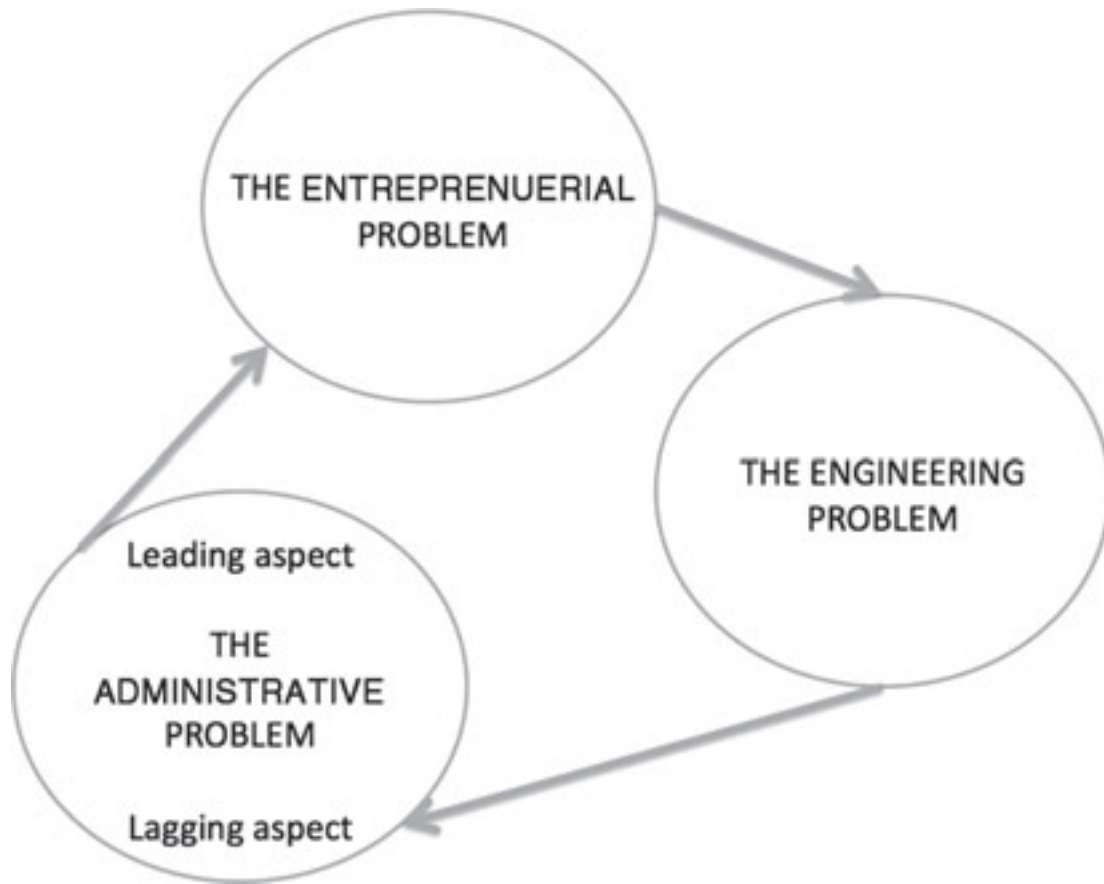 THE ENTREPRENUERIAL
PROBLEM
THE ENGINEERING
PROBLEM
Leading aspect
THE
ADMINISTRATIVE
PROBLEM
Lagging aspect